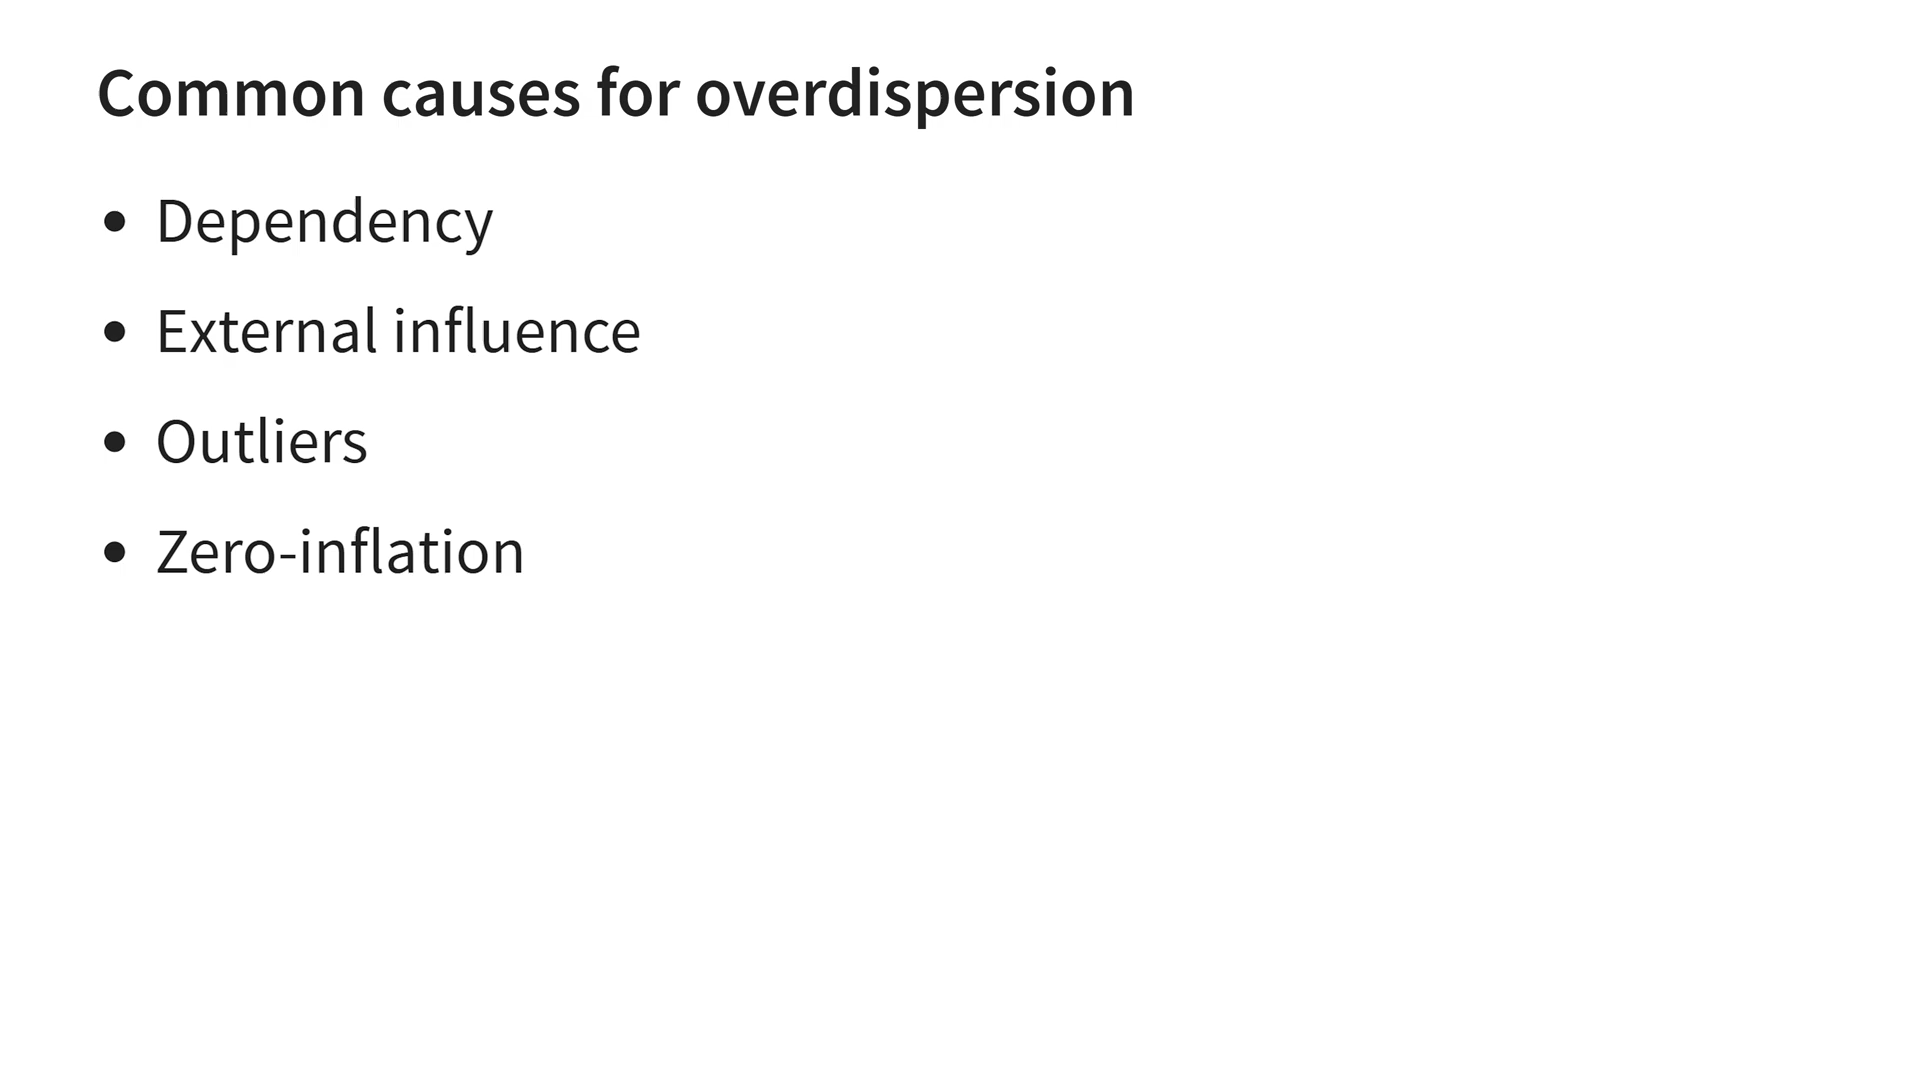 Common causes for overdispersion
• Dependency
• External influence
• Outliers
• Zero-inflation